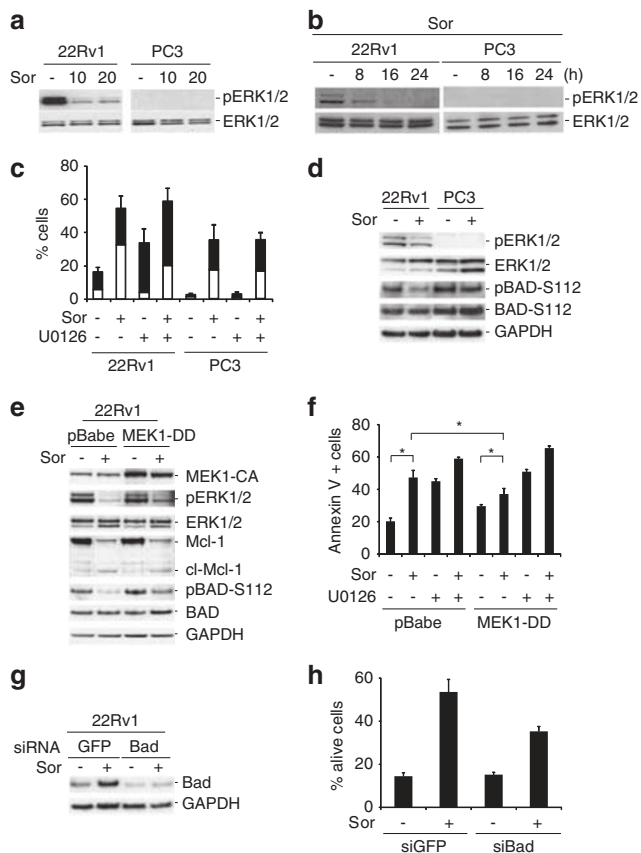 a
22Rv1 PC3
Sor - 10 20 - 10 20
pERK1/2
ERK1/2
b
Sor
22Rv1 PC3
- 8 16 24 - 8 16 24 (h)
pERK1/2
ERK1/2
c
% cells
80
60
40
20
0
Sor - + - + - + - +
U0126 - - + + - - + +
22Rv1 PC3
d
22Rv1 PC3
Sor - + - +
pERK1/2
ERK1/2
pBAD-S112
BAD-S112
GAPDH
e
22Rv1
pBabe MEK1-DD
Sor - + - +
MEK1-CA
pERK1/2
ERK1/2
Mcl-1
cl-Mcl-1
pBAD-S112
BAD
GAPDH
f
Annexin V + cells
80
60
40
20
0
* * *
Sor - + - + - + - +
U0126 - - + + - - + +
pBabe MEK1-DD
g
22Rv1
siRNA GFP Bad
Sor - + - +
Bad
GAPDH
h
% alive cells
60
40
20
0
Sor - + - +
siGFP siBad